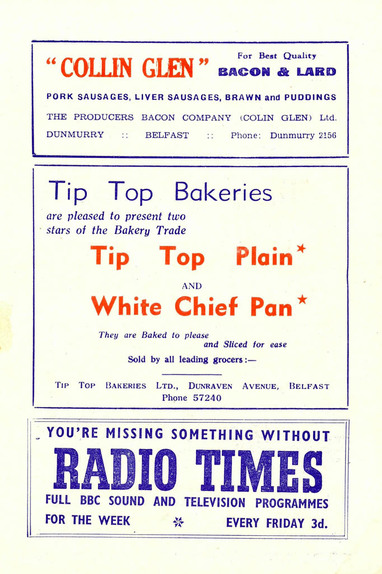 "COLLIN GLEN"
For Best Quality
BACON & LARD
PORK SAUSAGES, LIVER SAUSAGES, BRAWN and PUDDINGS
THE PRODUCERS BACON COMPANY (COLIN GLEN) Ltd.
DUNMURRY :: BELFAST :: Phone: Dunmurry 2156
Tip Top Bakeries
are pleased to present two
stars of the Bakery Trade
Tip Top Plain*
AND
White Chief Pan*
They are Baked to please
and Sliced for ease
Sold by all leading grocers:—
TIP TOP BAKERIES LTD., DUNRAVEN AVENUE, BELFAST
Phone 57240
YOU'RE MISSING SOMETHING WITHOUT
RADIO TIMES
FULL BBC SOUND AND TELEVISION PROGRAMMES
FOR THE WEEK * EVERY FRIDAY 3d.